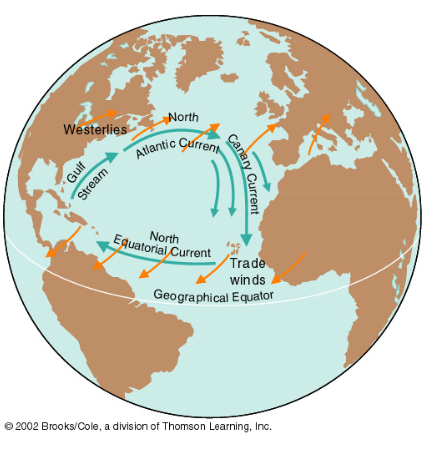 North
Westerlies
Atlantic Current
Canary Current
Gulf
Stream
North
Equatorial Current
Trade
winds
Geographical Equator
© 2002 Brooks/Cole, a division of Thomson Learning, Inc.